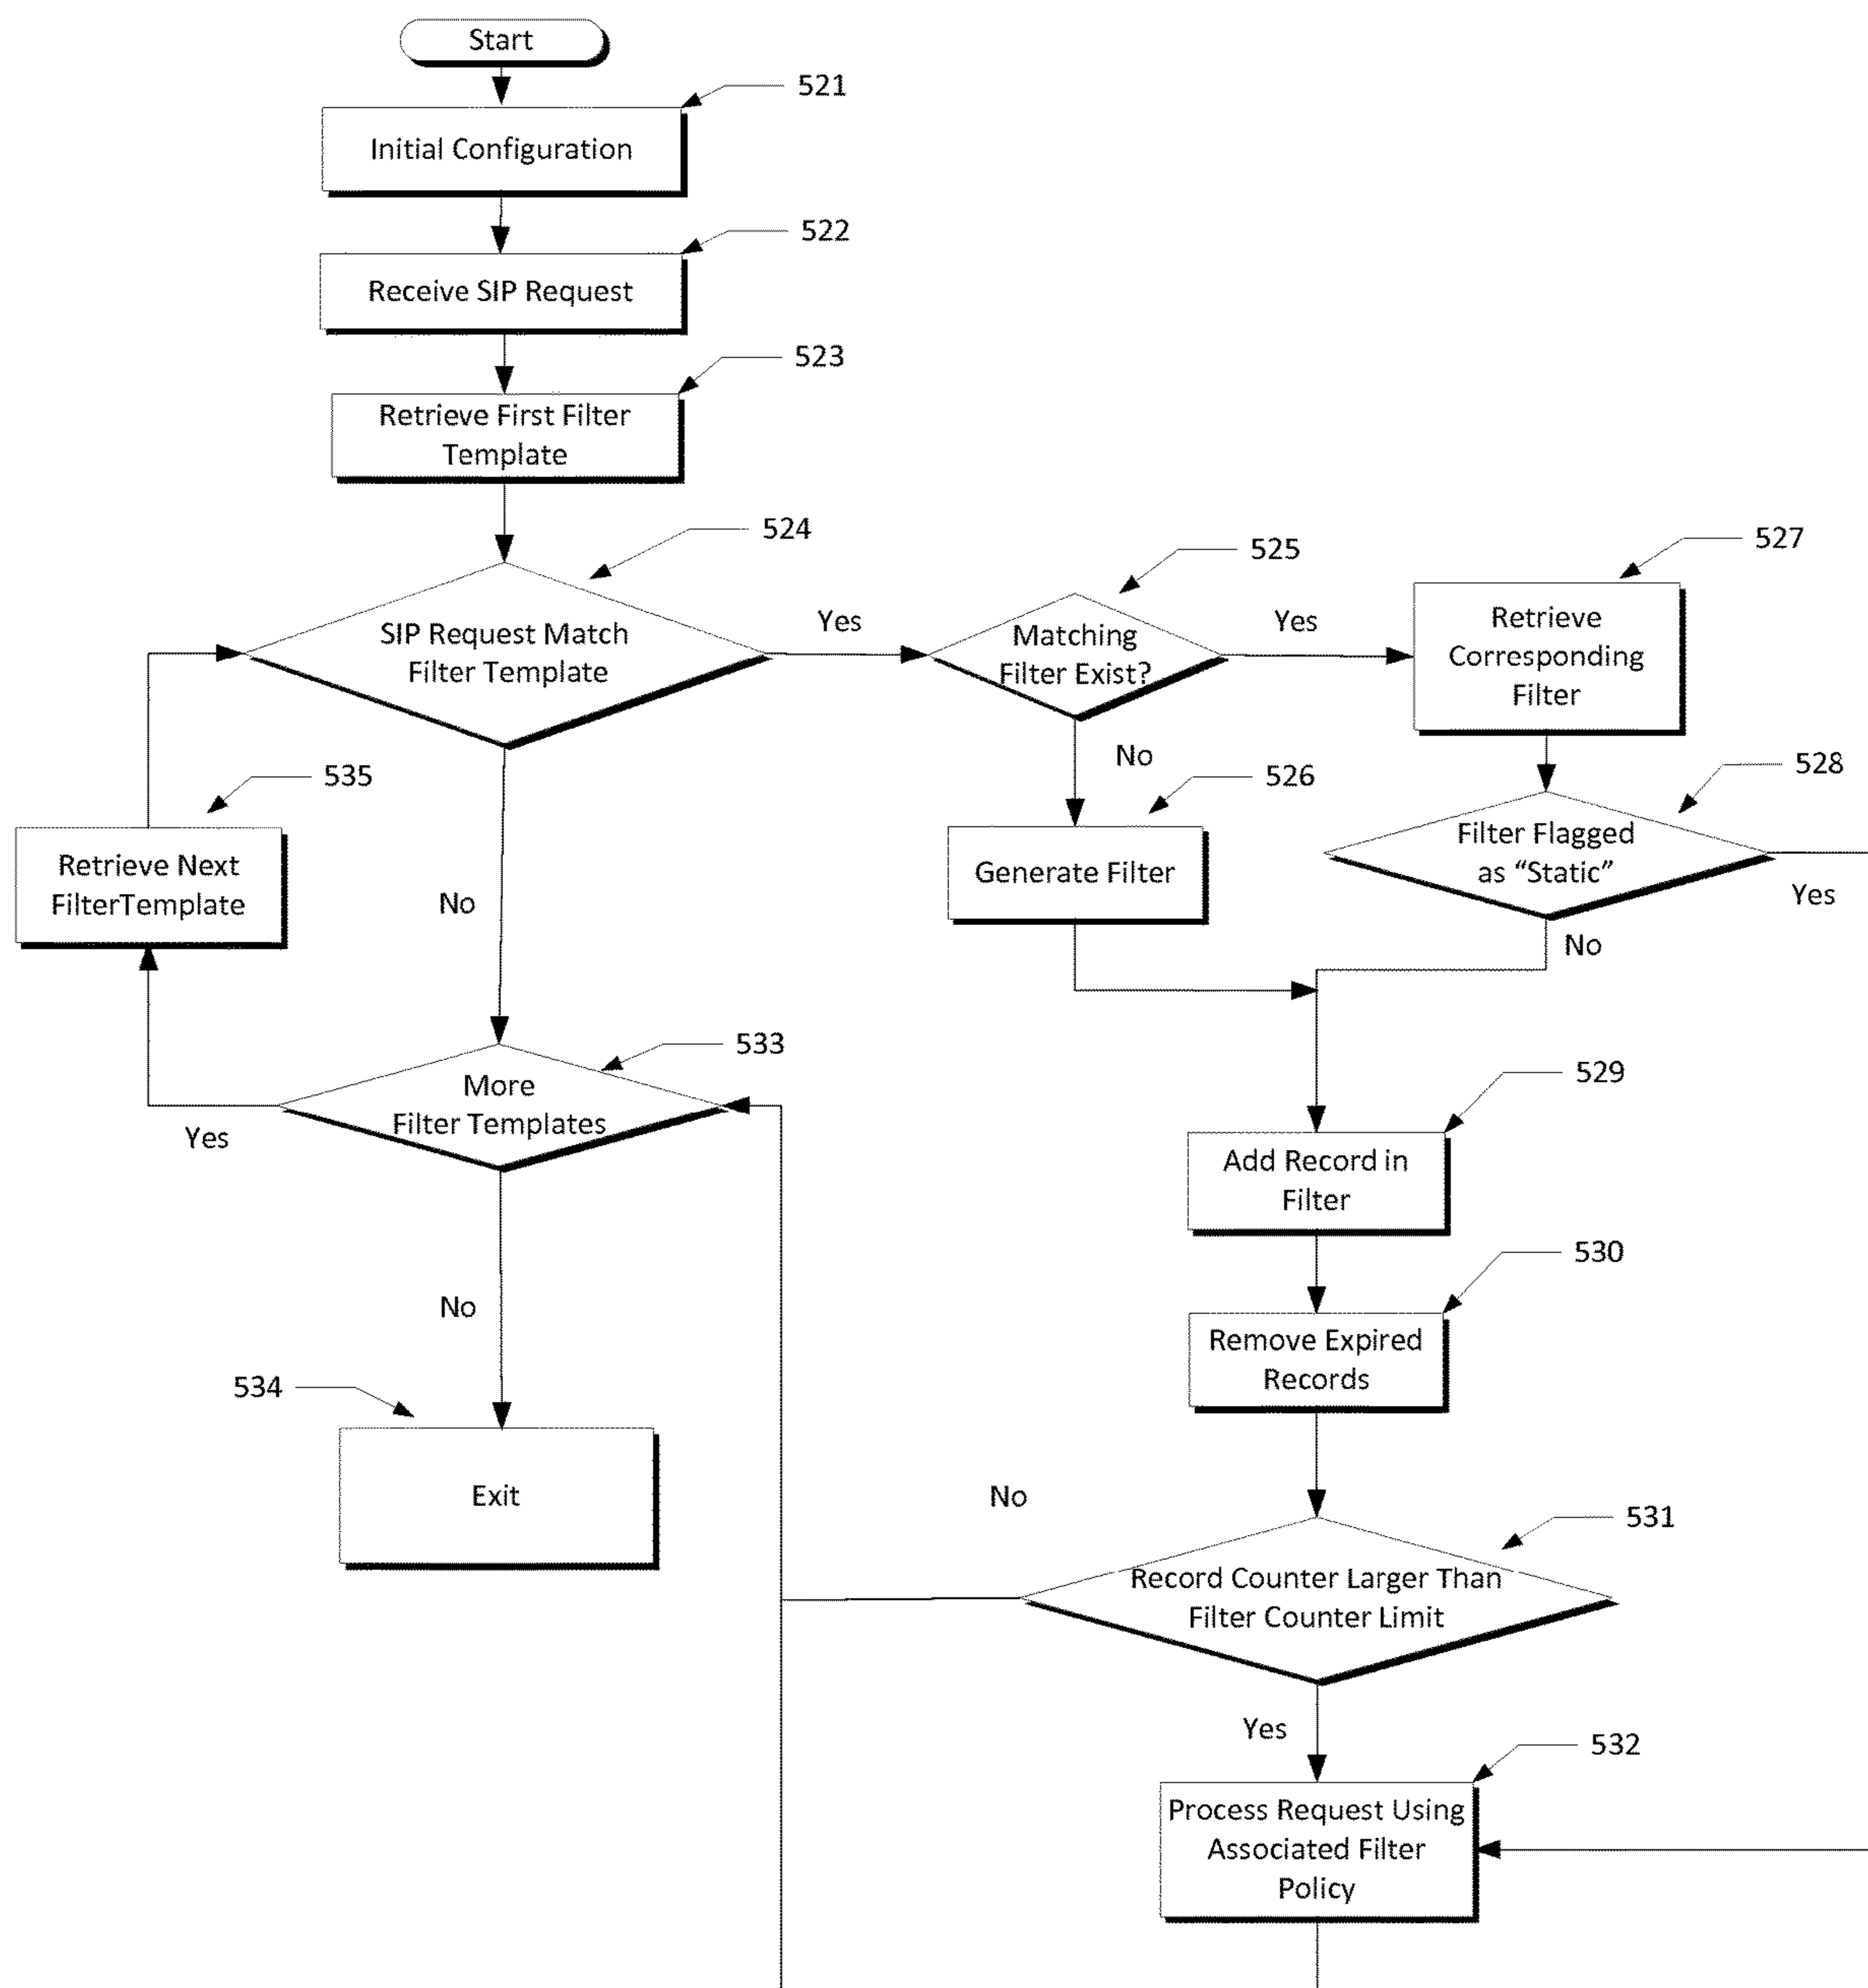 Start
521
Initial Configuration
522
Receive SIP Request
523
Retrieve First Filter
Template
524
SIP Request Match
Filter Template
Yes
525
Matching
Filter Exist?
Yes
527
Retrieve
Corresponding
Filter
No
526
Generate Filter
528
Filter Flagged
as “Static”
Yes
No
535
Retrieve Next
FilterTemplate
No
533
More
Filter Templates
Yes
No
534
Exit
529
Add Record in
Filter
530
Remove Expired
Records
No
531
Record Counter Larger Than
Filter Counter Limit
Yes
532
Process Request Using
Associated Filter
Policy